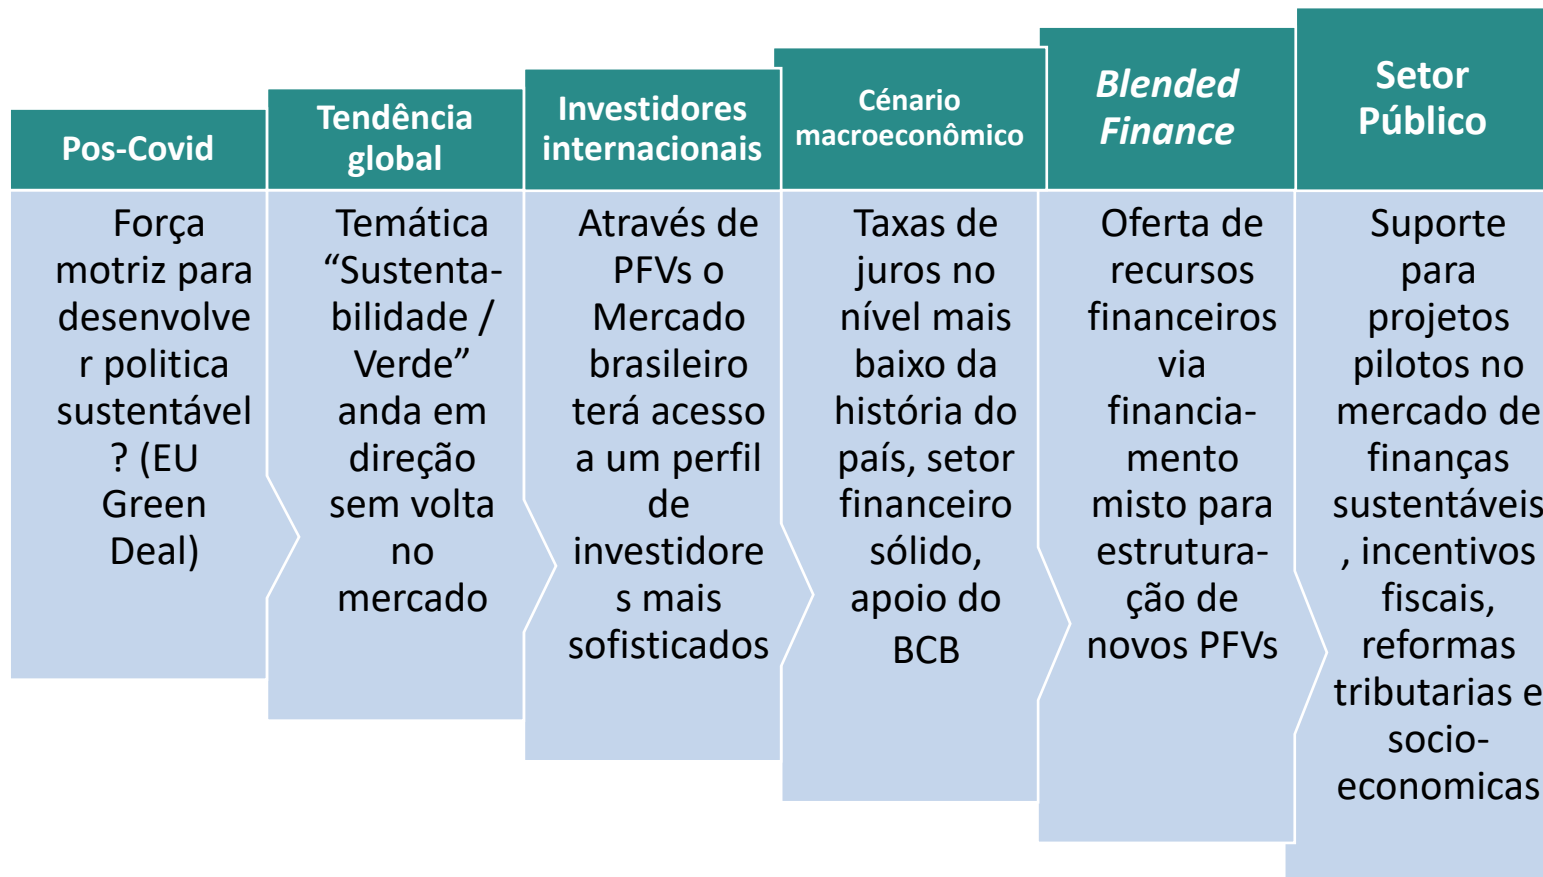 Pos-Covid
Força
motriz para
desenvolve
r politica
sustentável
? (EU
Green
Deal)
Tendência
global
Temática
“Sustenta-
bilidade /
Verde”
anda em
direção
sem volta
no
mercado
Investidores
internacionais
Através de
PFVs o
Mercado
brasileiro
terá acesso
a um perfil
de
investidore
s mais
sofisticados
Cénario
macroeconômico
Taxas de
juros no
nível mais
baixo da
história do
país, setor
financeiro
sólido,
apoio do
BCB
Blended
Finance
Oferta de
recursos
financeiros
via
financia-
mento
misto para
estrutura-
ção de
novos PFVs
Setor
Público
Suporte
para
projetos
pilotos no
mercado de
finanças
sustentáveis
, incentivos
fiscais,
reformas
tributarias e
socio-
economicas